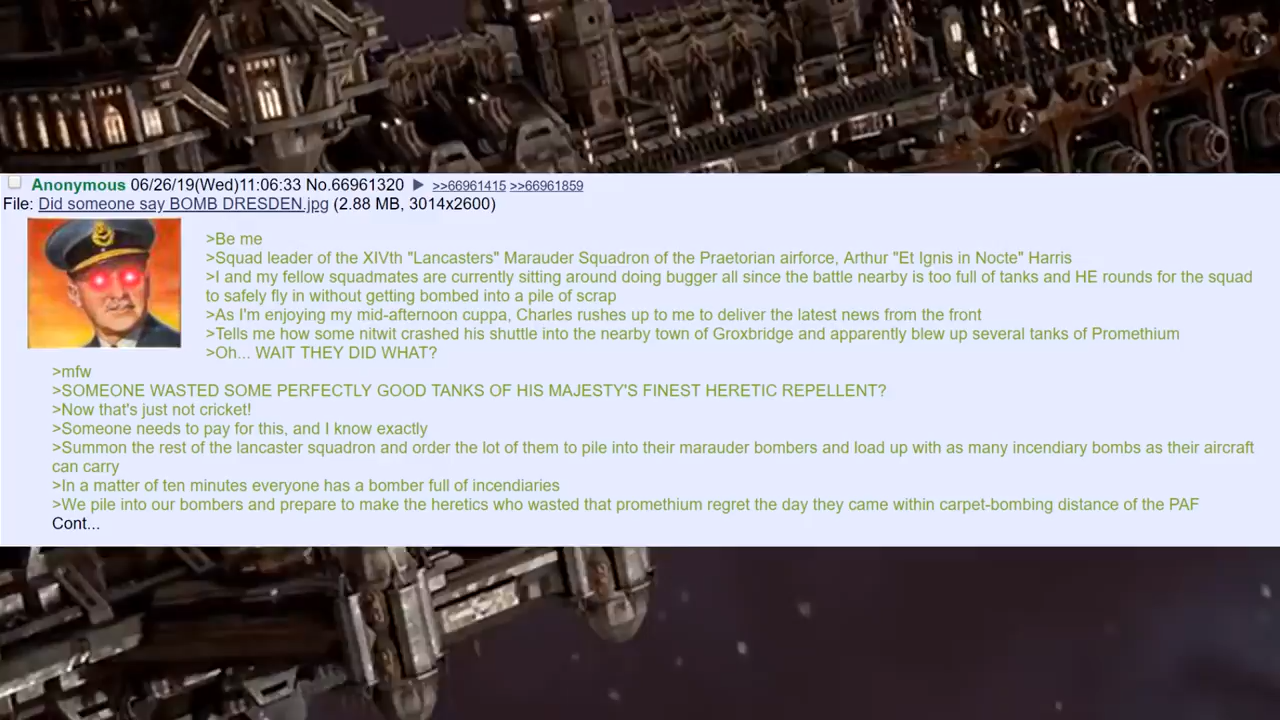 Anonymous 06/26/19(Wed)11:06:33 No.66961320 ▶ >>66961415 >>66961859
File: Did someone say BOMB DRESDEN.jpg (2.88 MB, 3014x2600)
>Be me
>Squad leader of the XIVth "Lancasters" Marauder Squadron of the Praetorian airforce, Arthur "Et Ignis in Nocte" Harris
>I and my fellow squadmates are currently sitting around doing bugger all since the battle nearby is too full of tanks and HE rounds for the squad
to safely fly in without getting bombed into a pile of scrap
>As I'm enjoying my mid-afternoon cuppa, Charles rushes up to me to deliver the latest news from the front
>Tells me how some nitwit crashed his shuttle into the nearby town of Groxbridge and apparently blew up several tanks of Promethium
>Oh... WAIT THEY DID WHAT?
>mfw
>SOMEONE WASTED SOME PERFECTLY GOOD TANKS OF HIS MAJESTY'S FINEST HERETIC REPELLENT?
>Now that's just not cricket!
>Someone needs to pay for this, and I know exactly
>Summon the rest of the lancaster squadron and order the lot of them to pile into their marauder bombers and load up with as many incendiary bombs as their aircraft
can carry
>In a matter of ten minutes everyone has a bomber full of incendiaries
>We pile into our bombers and prepare to make the heretics who wasted that promethium regret the day they came within carpet-bombing distance of the PAF
Cont...